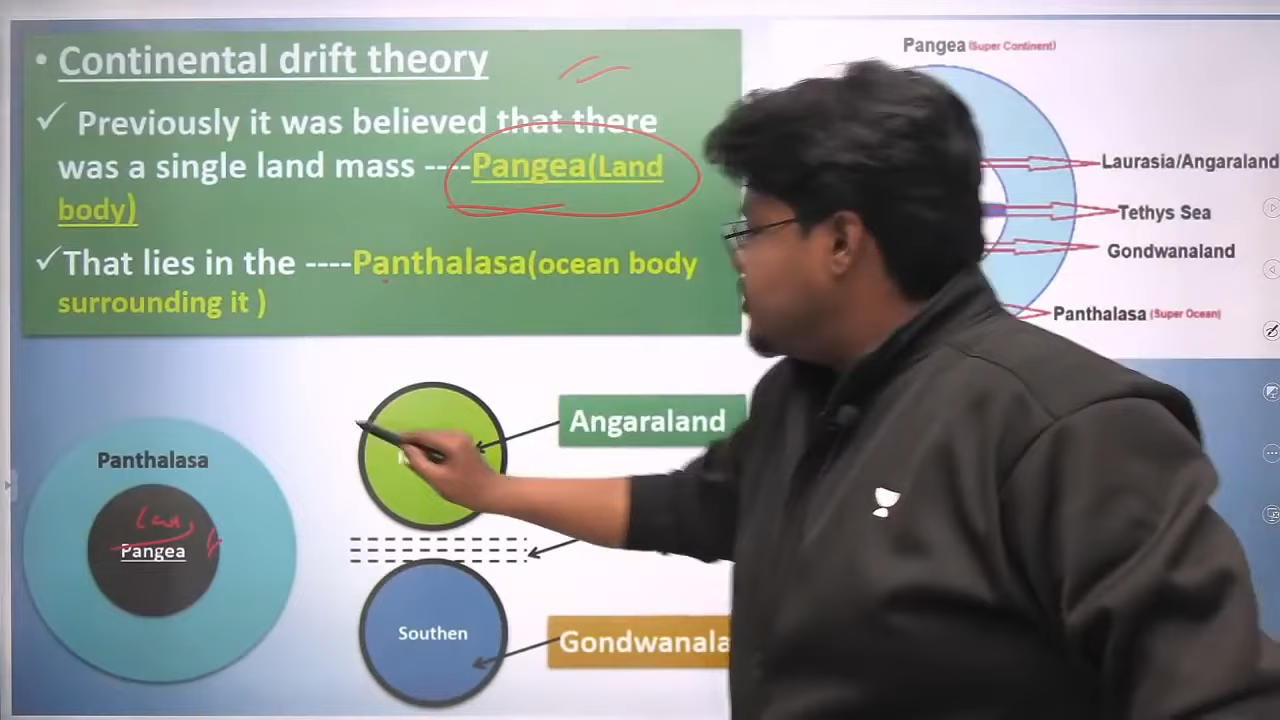 • Continental drift theory
✓ Previously it was believed that there
was a single land mass ----Pangea(Land
body)
✓That lies in the ----Panthalasa(ocean body
surrounding it )
Pangea (Super Continent)
Laurasia/Angaraland
Tethys Sea
Gondwanaland
Panthalasa (Super Ocean)
Panthalasa
Pangea
Angaraland
Southen
Gondwanala